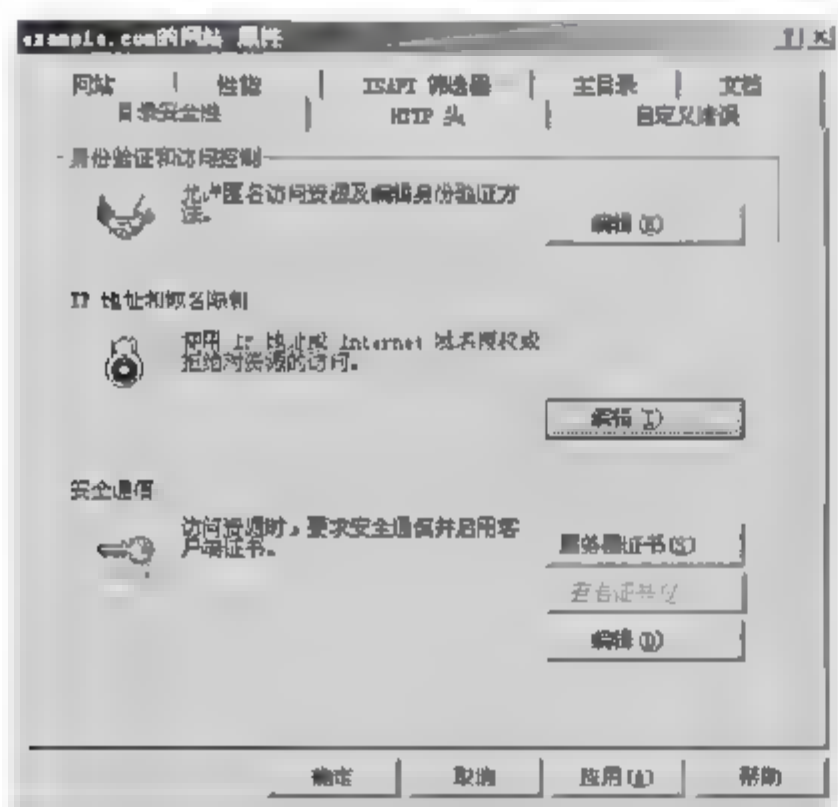 example.com的网站 属性
网站 性能 ISAPI 筛选器 主目录 文档
目录安全性 HTTP 头 自定义错误
身份验证和访问控制
允许匿名访问资源及编辑身份验证方
法。
编辑(E)
IP 地址和域名限制
使用 IP 地址或 Internet 域名授权或
拒绝对资源的访问。
编辑(I)
安全通信
访问资源时，要求安全通信并启用客
户端证书。
服务器证书(S)
查看证书(V)
编辑(D)
确定 取消 应用(A) 帮助